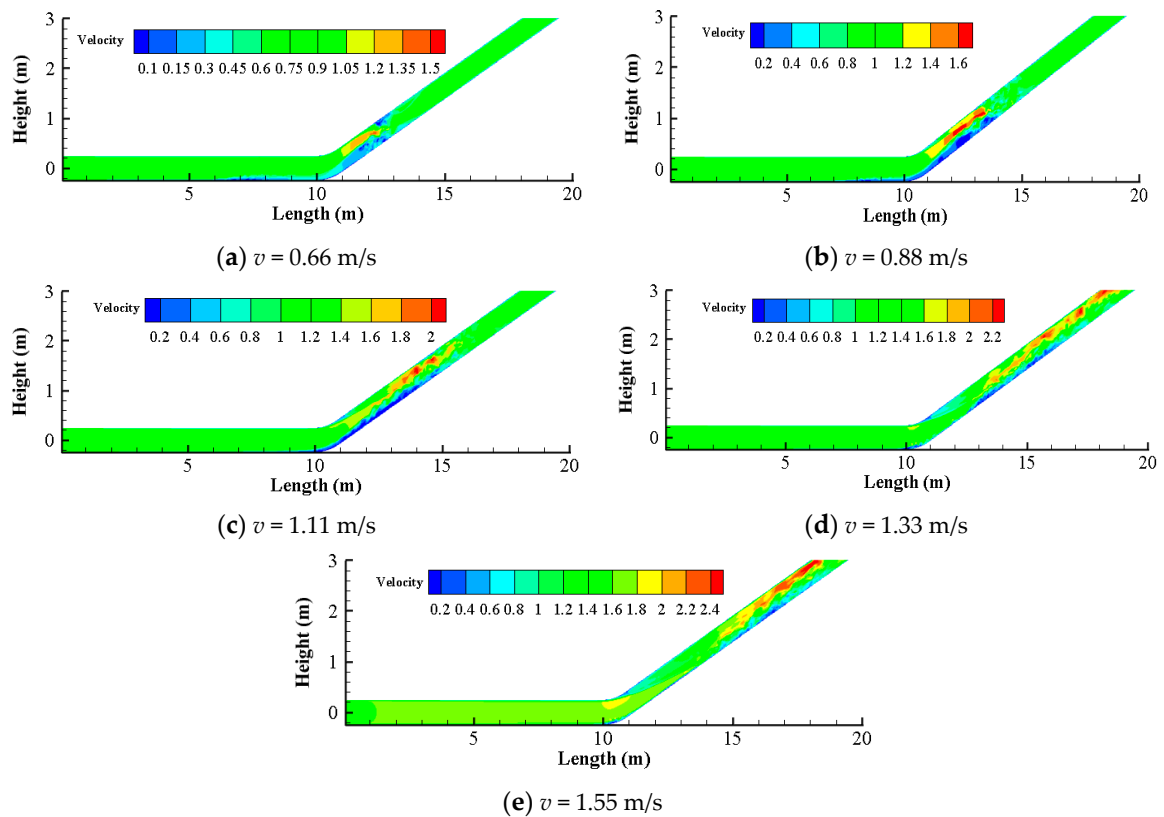 3
Velocity
0.1 0.15 0.3 0.45 0.6 0.75 0.9 1.05 1.2 1.35 1.5
2
Height (m)
1
0
5 10 15 20
Length (m)
(a) v = 0.66 m/s
3
Velocity
0.2 0.4 0.6 0.8 1 1.2 1.4 1.6
2
Height (m)
1
0
5 10 15 20
Length (m)
(b) v = 0.88 m/s
3
Velocity
0.2 0.4 0.6 0.8 1 1.2 1.4 1.6 1.8 2
2
Height (m)
1
0
5 10 15 20
Length (m)
(c) v = 1.11 m/s
3
Velocity
0.2 0.4 0.6 0.8 1 1.2 1.4 1.6 1.8 2 2.2
2
Height (m)
1
0
5 10 15 20
Length (m)
(d) v = 1.33 m/s
3
Velocity
0.2 0.4 0.6 0.8 1 1.2 1.4 1.6 1.8 2 2.2 2.4
2
Height (m)
1
0
5 10 15 20
Length (m)
(e) v = 1.55 m/s